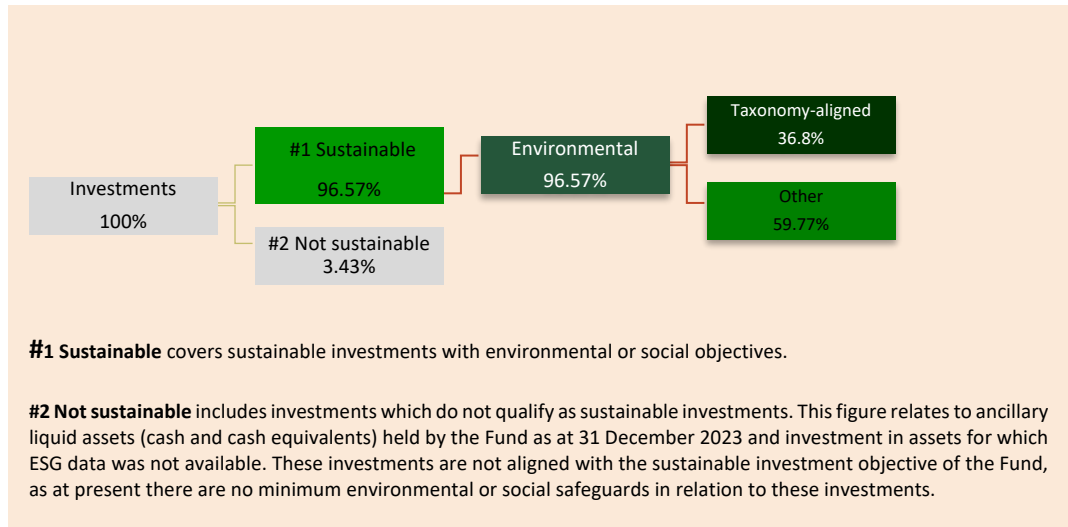 Taxonomy-aligned
36.8%
#1 Sustainable
96.57%
Environmental
96.57%
Investments
100%
Other
59.77%
#2 Not sustainable
3.43%
#1 Sustainable covers sustainable investments with environmental or social objectives.
#2 Not sustainable includes investments which do not qualify as sustainable investments. This figure relates to ancillary
liquid assets (cash and cash equivalents) held by the Fund as at 31 December 2023 and investment in assets for which
ESG data was not available. These investments are not aligned with the sustainable investment objective of the Fund,
as at present there are no minimum environmental or social safeguards in relation to these investments.